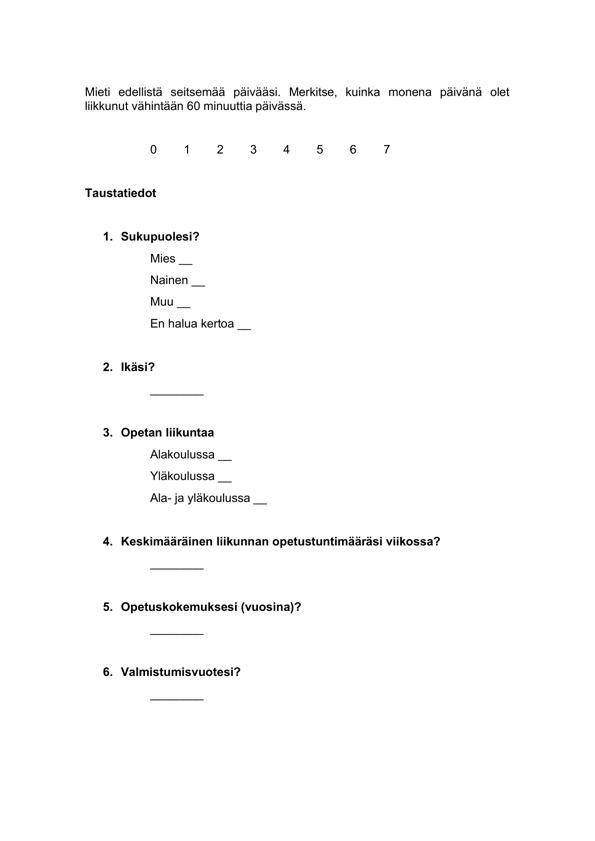 Mieti edellistä seitsemää päivääsi. Merkitse, kuinka monena päivänä olet
liikkunut vähintään 60 minuuttia päivässä.
0 1 2 3 4 5 6 7
Taustatiedot
1. Sukupuolesi?
Mies __
Nainen __
Muu __
En halua kertoa __
2. Ikäsi?
________
3. Opetan liikuntaa
Alakoulussa __
Yläkoulussa __
Ala- ja yläkoulussa __
4. Keskimääräinen liikunnan opetustuntimääräsi viikossa?
________
5. Opetuskokemuksesi (vuosina)?
________
6. Valmistumisvuotesi?
________